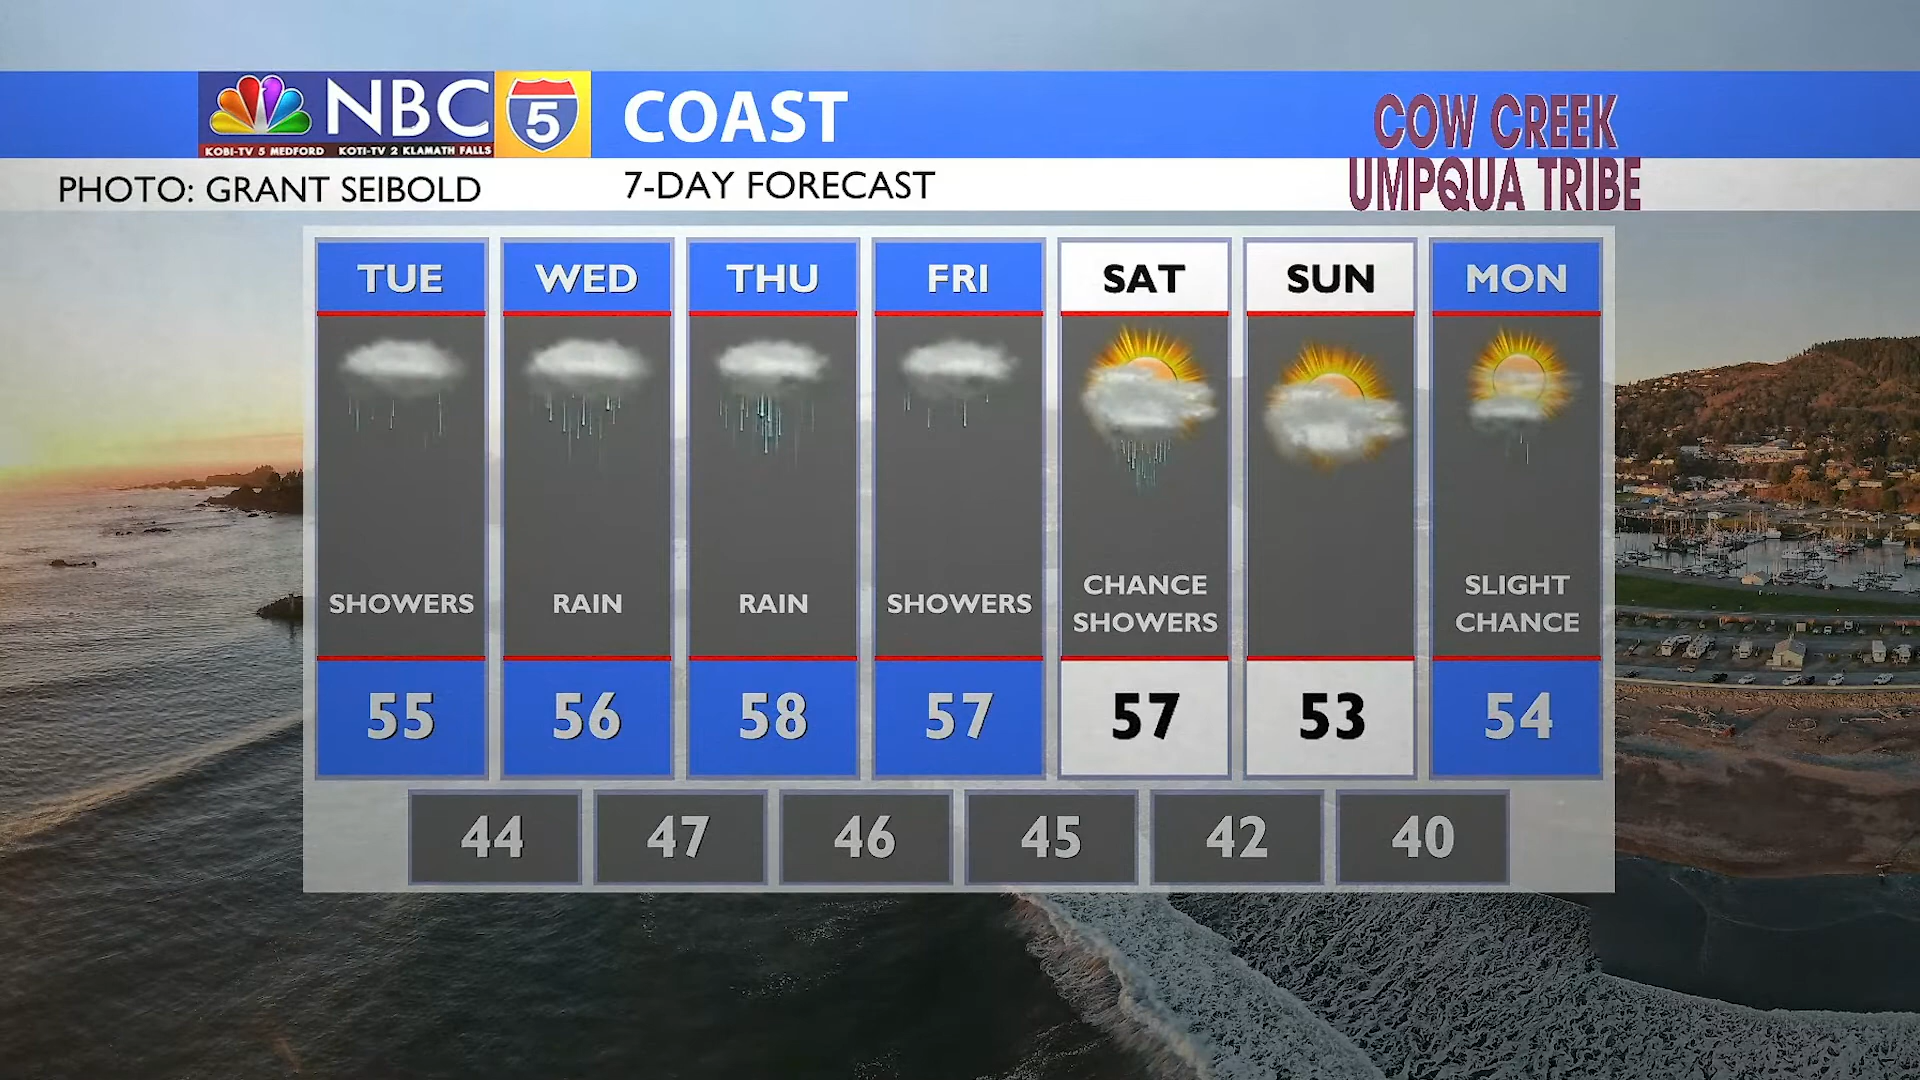 NBC 5
KOBI-TV 5 MEDFORD KOTI-TV 2 KLAMATH FALLS
COAST
COW CREEK
UMPQUA TRIBE
PHOTO: GRANT SEIBOLD
7-DAY FORECAST
TUE WED THU FRI SAT SUN MON
SHOWERS RAIN RAIN SHOWERS CHANCE SHOWERS SLIGHT CHANCE
55 56 58 57 57 53 54
44 47 46 45 42 40